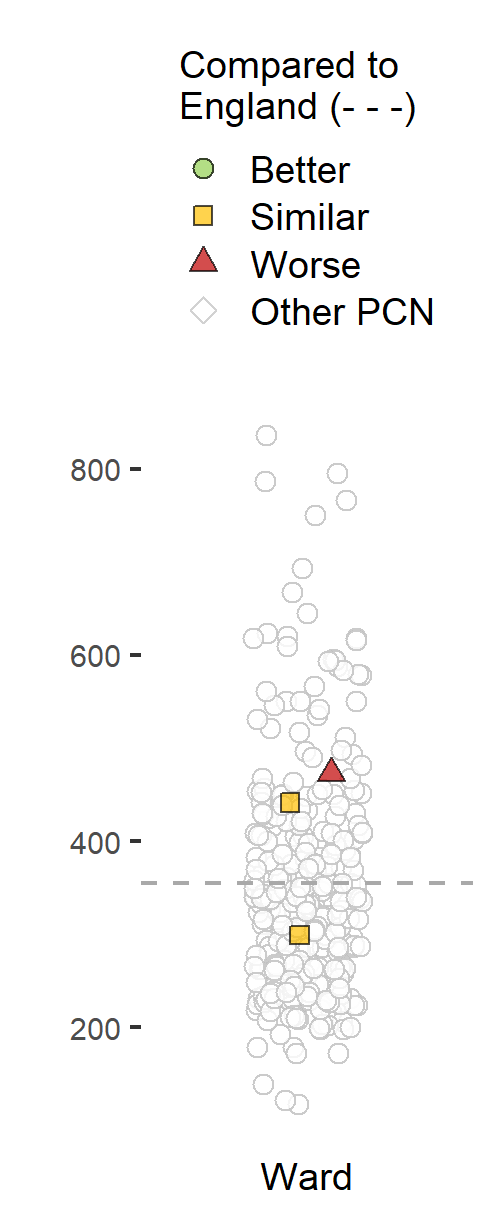 Compared to
England (- - -)
Better
Similar
Worse
Other PCN
800
600
400
200
Ward